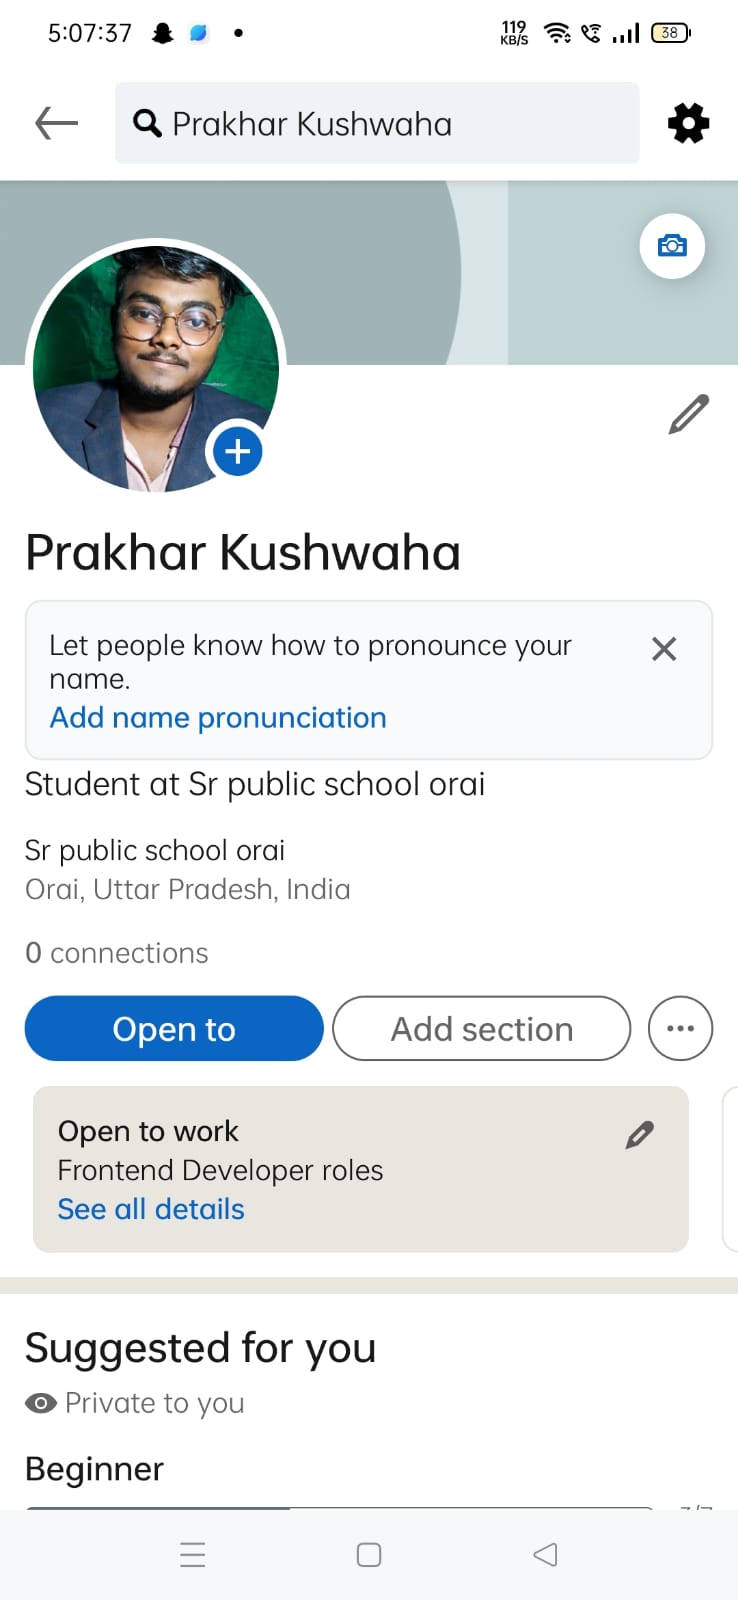 5:07:37
119
KB/S
38
Prakhar Kushwaha
Prakhar Kushwaha
Let people know how to pronounce your
name.
Add name pronunciation
Student at Sr public school orai
Sr public school orai
Orai, Uttar Pradesh, India
0 connections
Open to
Add section
Open to work
Frontend Developer roles
See all details
Suggested for you
Private to you
Beginner